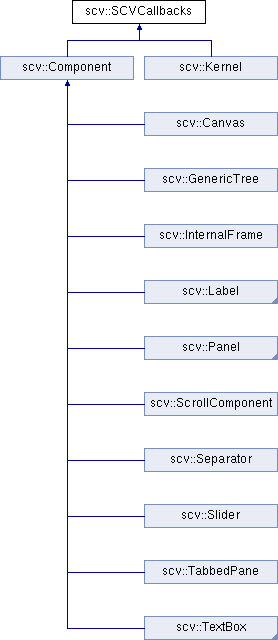 scv::SCVCallbacks
scv::Component
scv::Kernel
scv::Canvas
scv::GenericTree
scv::InternalFrame
scv::Label
scv::Panel
scv::ScrollComponent
scv::Separator
scv::Slider
scv::TabbedPane
scv::TextBox